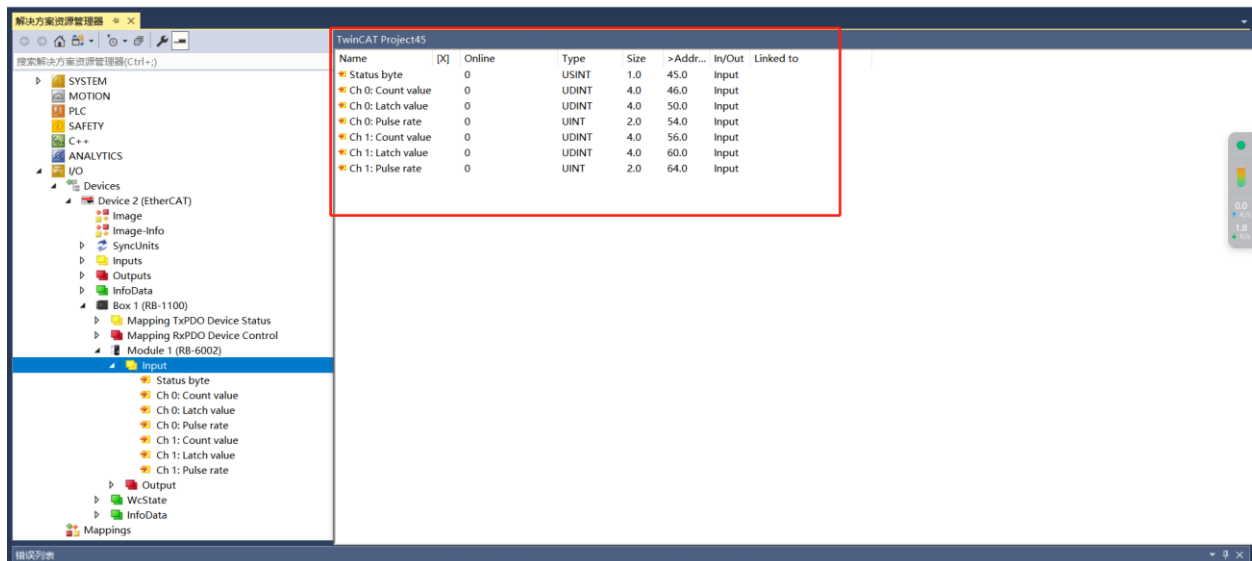 解决方案资源管理器
搜索解决方案资源管理器(Ctrl+;)
SYSTEM
MOTION
PLC
SAFETY
C++
ANALYTICS
I/O
Devices
Device 2 (EtherCAT)
Image
Image-Info
SyncUnits
Inputs
Outputs
InfoData
Box 1 (RB-1100)
Mapping TxPDO Device Status
Mapping RxPDO Device Control
Module 1 (RB-6002)
Input
Status byte
Ch 0: Count value
Ch 0: Latch value
Ch 0: Pulse rate
Ch 1: Count value
Ch 1: Latch value
Ch 1: Pulse rate
Output
WcState
InfoData
Mappings
TwinCAT Project45
Name [X] Online Type Size >Addr... In/Out Linked to
Status byte 0 USINT 1.0 45.0 Input
Ch 0: Count value 0 UDINT 4.0 46.0 Input
Ch 0: Latch value 0 UDINT 4.0 50.0 Input
Ch 0: Pulse rate 0 UINT 2.0 54.0 Input
Ch 1: Count value 0 UDINT 4.0 56.0 Input
Ch 1: Latch value 0 UDINT 4.0 60.0 Input
Ch 1: Pulse rate 0 UINT 2.0 64.0 Input
0.0
1.8
错误列表